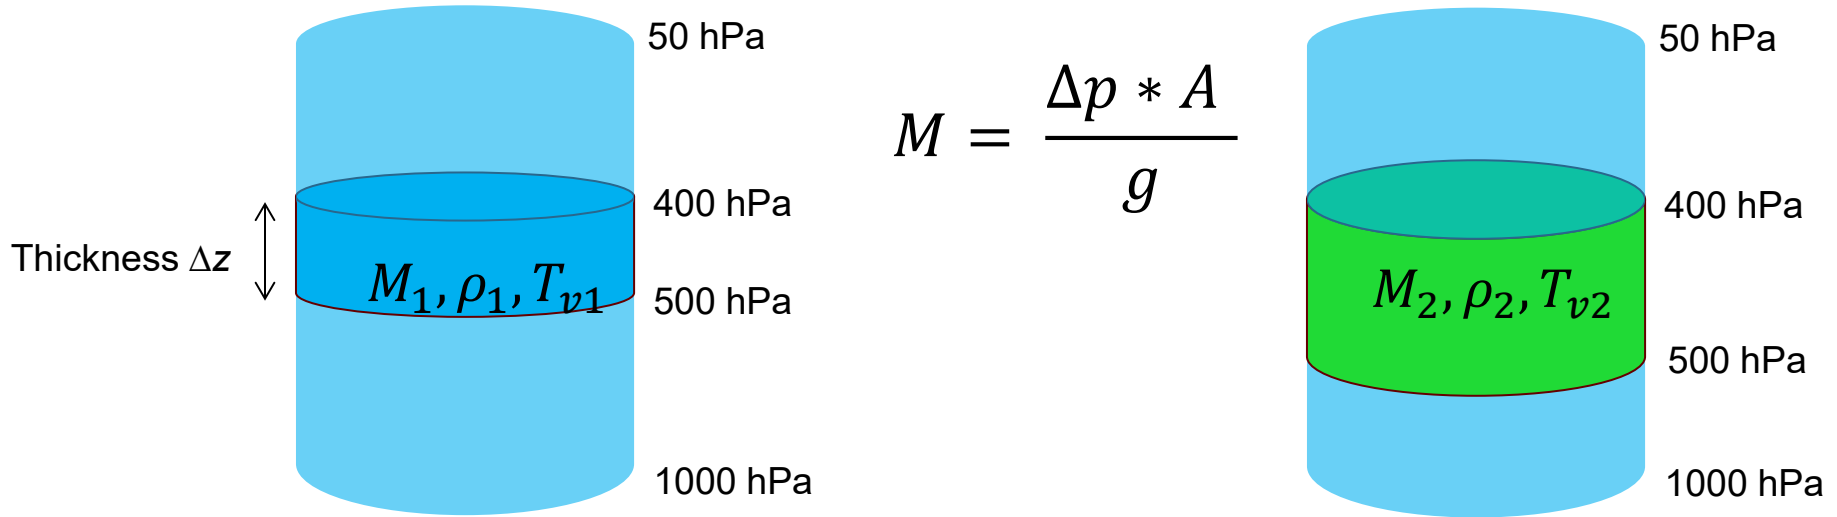 50 hPa
400 hPa
Thickness Δz
M₁, ρ₁, Tᵥ₁
500 hPa
1000 hPa
M = Δp * A / g
50 hPa
400 hPa
M₂, ρ₂, Tᵥ₂
500 hPa
1000 hPa